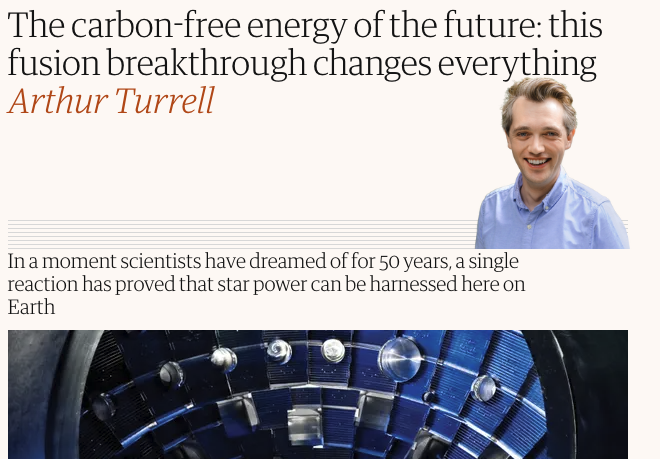 The carbon-free energy of the future: this
fusion breakthrough changes everything
Arthur Turrell
In a moment scientists have dreamed of for 50 years, a single
reaction has proved that star power can be harnessed here on
Earth